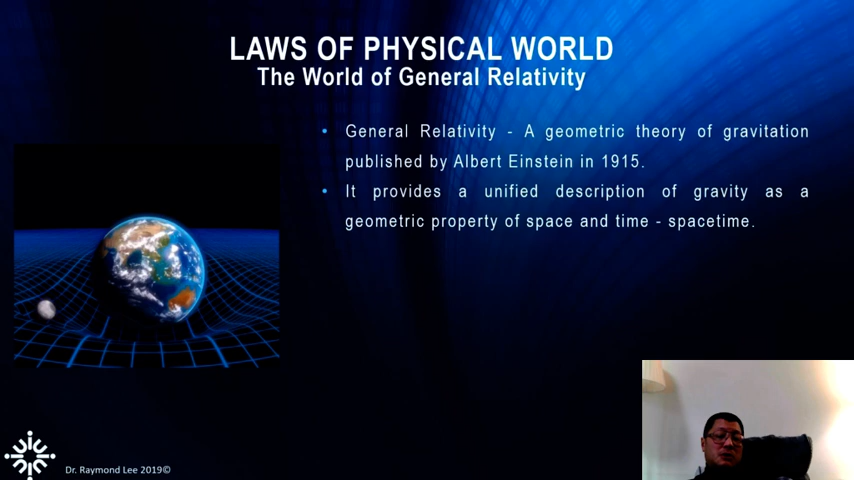 LAWS OF PHYSICAL WORLD
The World of General Relativity
• General Relativity - A geometric theory of gravitation
published by Albert Einstein in 1915.
• It provides a unified description of gravity as a
geometric property of space and time - spacetime.
Dr. Raymond Lee 2019©